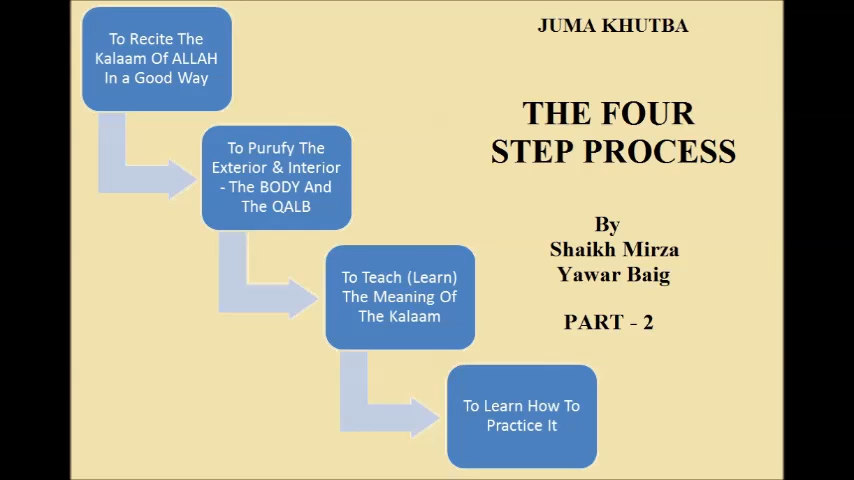 To Recite The
Kalaam Of ALLAH
In a Good Way
To Purufy The
Exterior & Interior
- The BODY And
The QALB
To Teach (Learn)
The Meaning Of
The Kalaam
To Learn How To
Practice It
JUMA KHUTBA
THE FOUR
STEP PROCESS
By
Shaikh Mirza
Yawar Baig
PART - 2